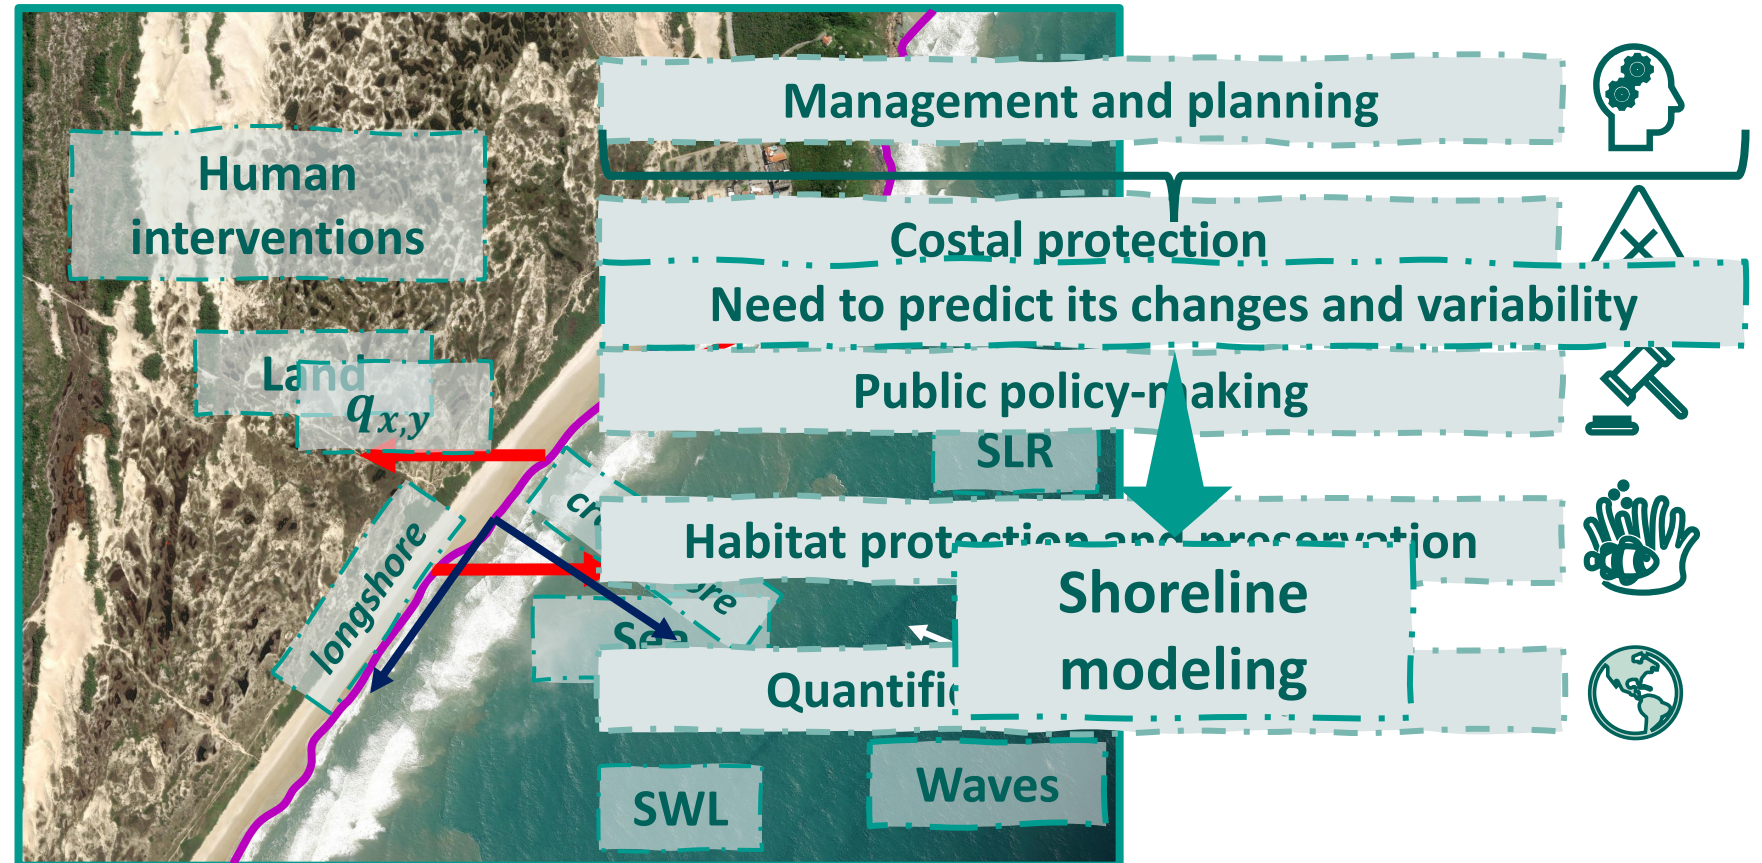 Management and planning
Human
interventions
Costal protection
Need to predict its changes and variability
Land
q_{x,y}
Public policy-making
SLR
longshore
Habitat protection and preservation
Shoreline
modeling
SWL
Waves